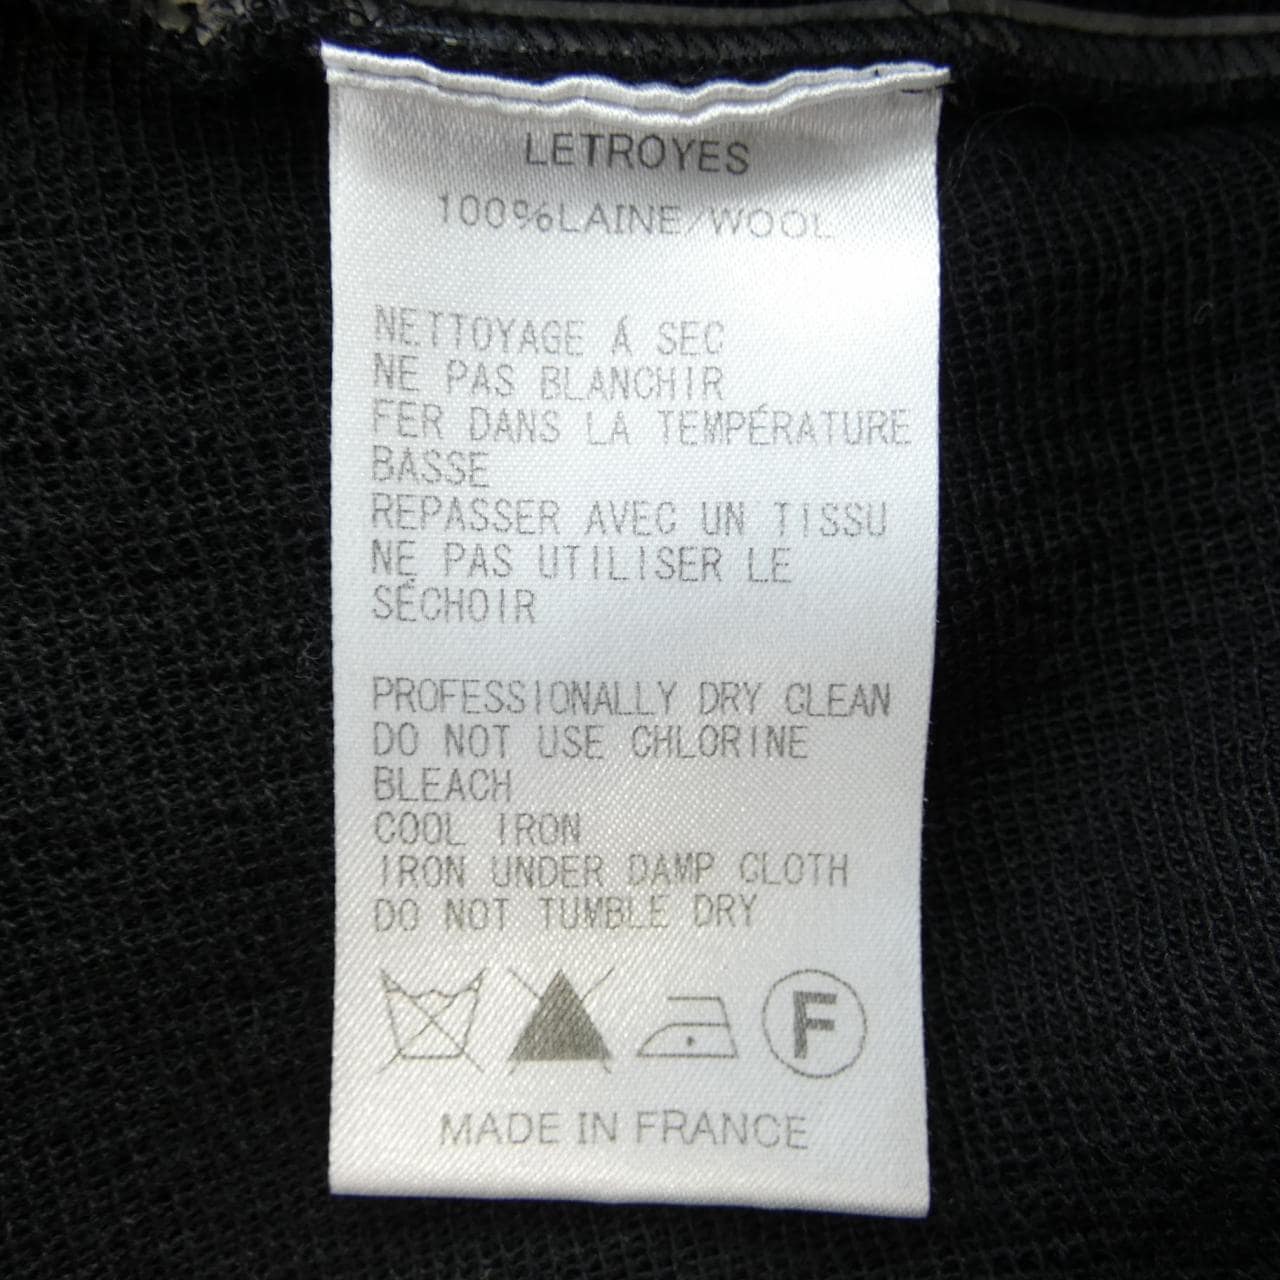 LETROYES
100%LAINE/WOOL
NETTOYAGE Á SEC
NE PAS BLANCHIR
FER DANS LA TEMPÉRATURE
BASSE
REPASSER AVEC UN TISSU
NE PAS UTILISER LE
SÉCHOIR
PROFESSIONALLY DRY CLEAN
DO NOT USE CHLORINE
BLEACH
COOL IRON
IRON UNDER DAMP CLOTH
DO NOT TUMBLE DRY
F
MADE IN FRANCE